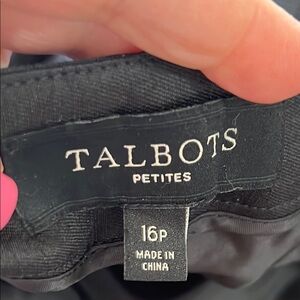 TALBOTS
PETITES
16P
MADE IN
CHINA